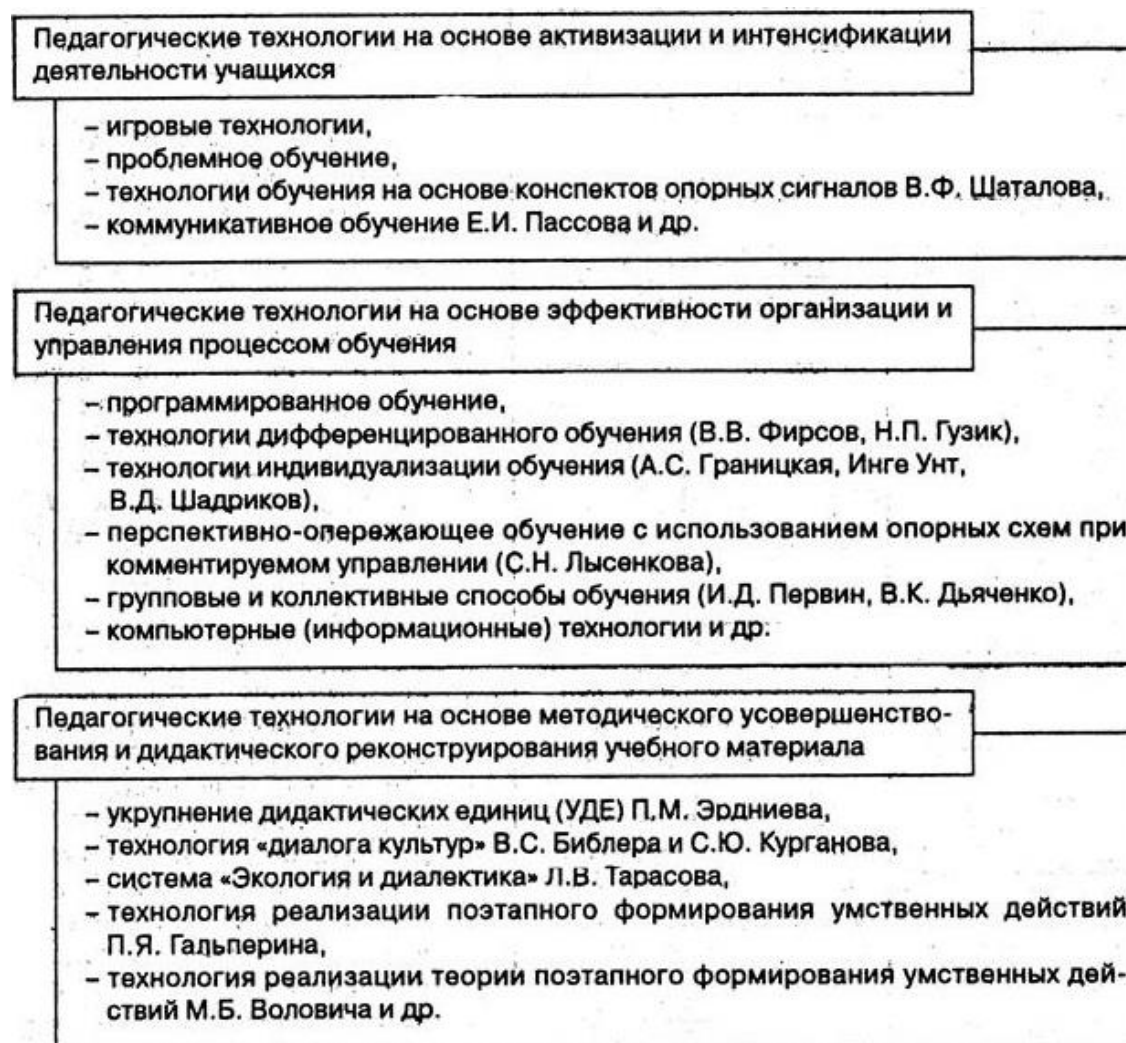 Педагогические технологии на основе активизации и интенсификации
деятельности учащихся
– игровые технологии,
– проблемное обучение,
– технологии обучения на основе конспектов опорных сигналов В.Ф. Шаталова,
– коммуникативное обучение Е.И. Пассова и др.
Педагогические технологии на основе эффективности организации и
управления процессом обучения
– программированное обучение,
– технологии дифференцированного обучения (В.В. Фирсов, Н.П. Гузик),
– технологии индивидуализации обучения (А.С. Границкая, Инге Унт,
В.Д. Шадриков),
– перспективно-опережающее обучение с использованием опорных схем при
комментируемом управлении (С.Н. Лысенкова),
– групповые и коллективные способы обучения (И.Д. Первин, В.К. Дьяченко),
– компьютерные (информационные) технологии и др.
Педагогические технологии на основе методического усовершенство-
вания и дидактического реконструирования учебного материала
– укрупнение дидактических единиц (УДЕ) П.М. Эрдниева,
– технология «диалога культур» В.С. Библера и С.Ю. Курганова,
– система «Экология и диалектика» Л.В. Тарасова,
– технология реализации поэтапного формирования умственных действий
П.Я. Гальперина,
– технология реализации теории поэтапного формирования умственных дей-
ствий М.Б. Воловича и др.